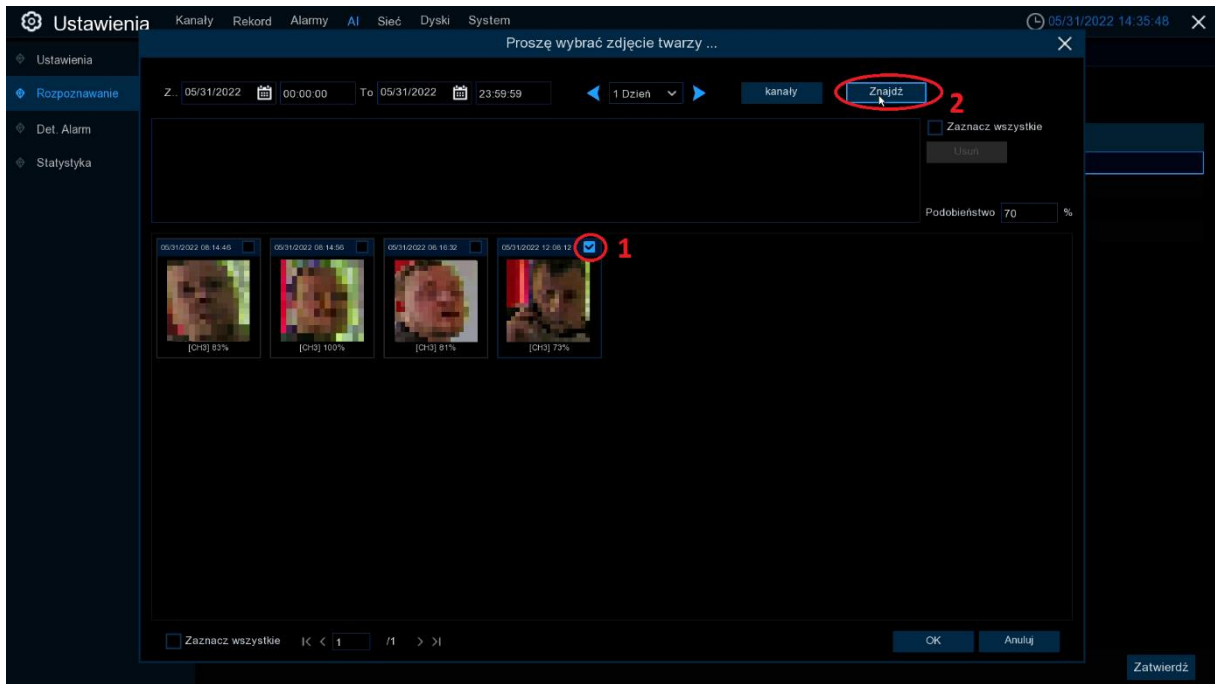 Ustawienia Kanały Rekord Alarmy AI Sieć Dyski System 05/31/2022 14:35:48
Proszę wybrać zdjęcie twarzy ...
Ustawienia
Rozpoznawanie
Det. Alarm
Statystyka
Z.. 05/31/2022 00:00:00 To 05/31/2022 23:59:59 1 Dzień kanały Znajdż 2
Zaznacz wszystkie
Usuń
Podobieństwo 70 %
05/31/2022 08:14:46 05/31/2022 08:14:56 05/31/2022 08:16:32 05/31/2022 12:08:12 1
[CH3] 83% [CH3] 100% [CH3] 81% [CH3] 73%
Zaznacz wszystkie 1 /1 OK Anuluj
Zatwierdż